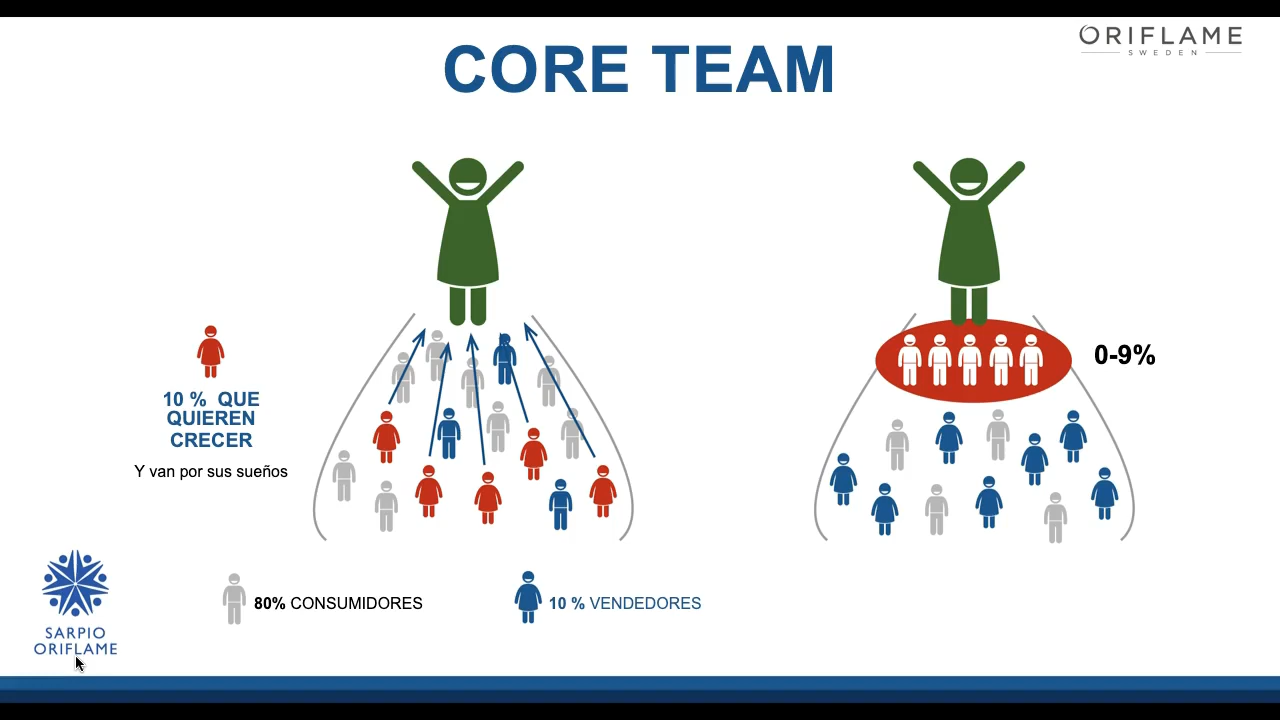 ORIFLAME
SWEDEN
CORE TEAM
0-9%
10 % QUE
QUIEREN
CRECER
Y van por sus sueños
80% CONSUMIDORES
10 % VENDEDORES
SARPIO
ORIFLAME